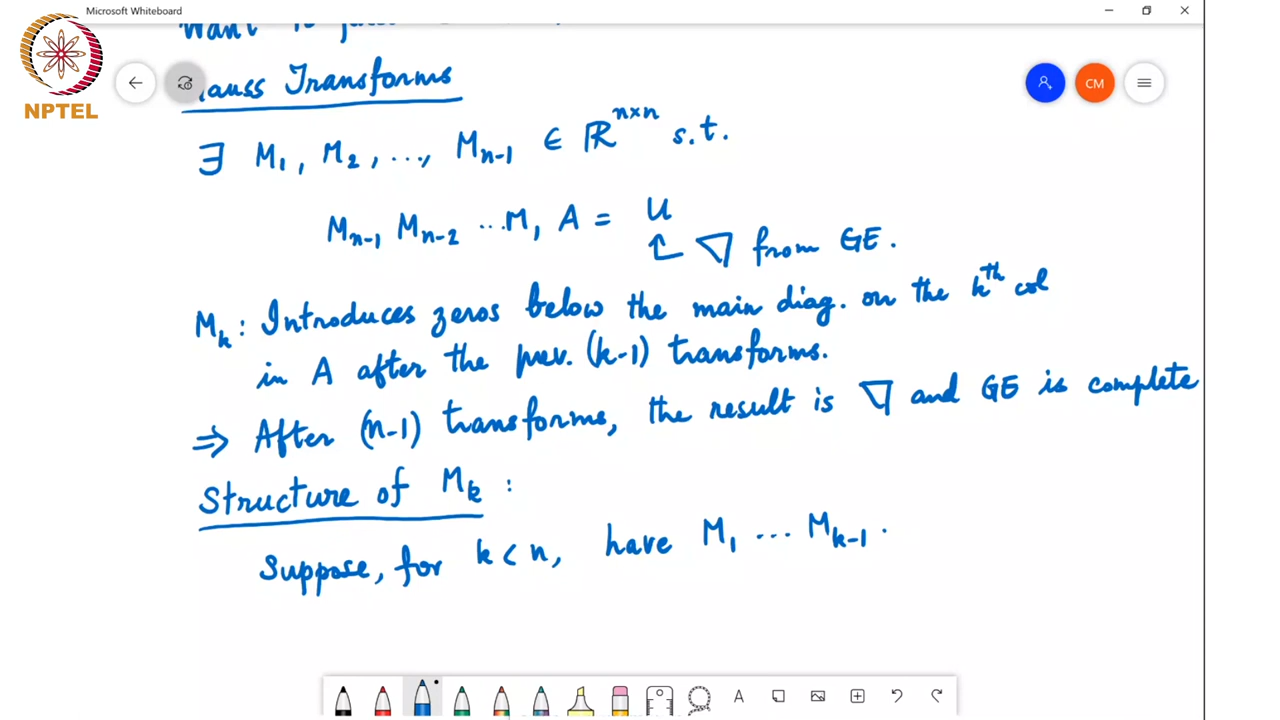 Microsoft Whiteboard
Want to
NPTEL
CM
Gauss Transforms
∃ M₁, M₂, ..., Mₙ₋₁ ∈ ℝⁿˣⁿ s.t.
Mₙ₋₁ Mₙ₋₂ ... M₁ A = U
▽ from GE.
Mₖ: Introduces zeros below the main diag. on the kᵗʰ col
in A after the prev. (k-1) transforms.
⇒ After (n-1) transforms, the result is ▽ and GE is complete
Structure of Mₖ :
Suppose, for k < n, have M₁ ... Mₖ₋₁.
A